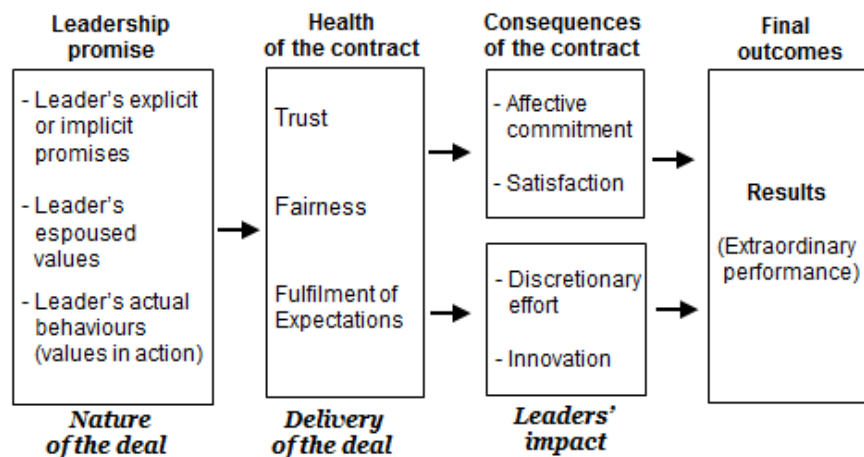 Leadership
promise
- Leader's explicit
or implicit
promises
- Leader's
espoused
values
- Leader's actual
behaviours
(values in action)
Nature
of the deal
Health
of the contract
Trust
Fairness
Fulfilment of
Expectations
Delivery
of the deal
Consequences
of the contract
- Affective
commitment
- Satisfaction
- Discretionary
effort
- Innovation
Leaders'
impact
Final
outcomes
Results
(Extraordinary
performance)